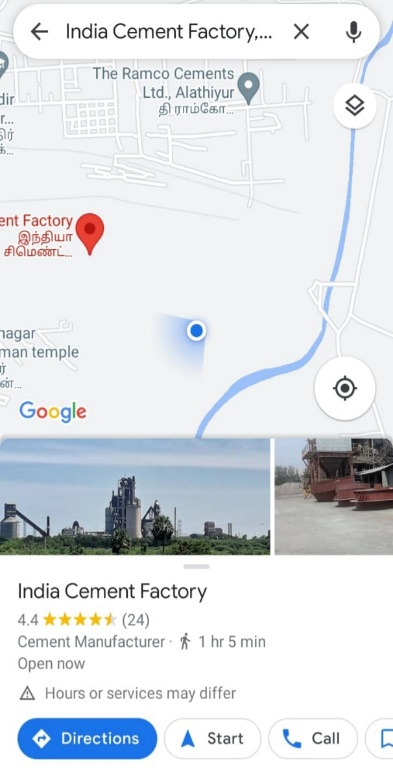 India Cement Factory,...
The Ramco Cements
Ltd., Alathiyur
தி ராம்கோ...
dir
r...
ent Factory
இந்தியா
சிமெண்ட்...
nagar
man temple
Google
India Cement Factory
4.4 (24)
Cement Manufacturer · 1 hr 5 min
Open now
Hours or services may differ
Directions
Start
Call